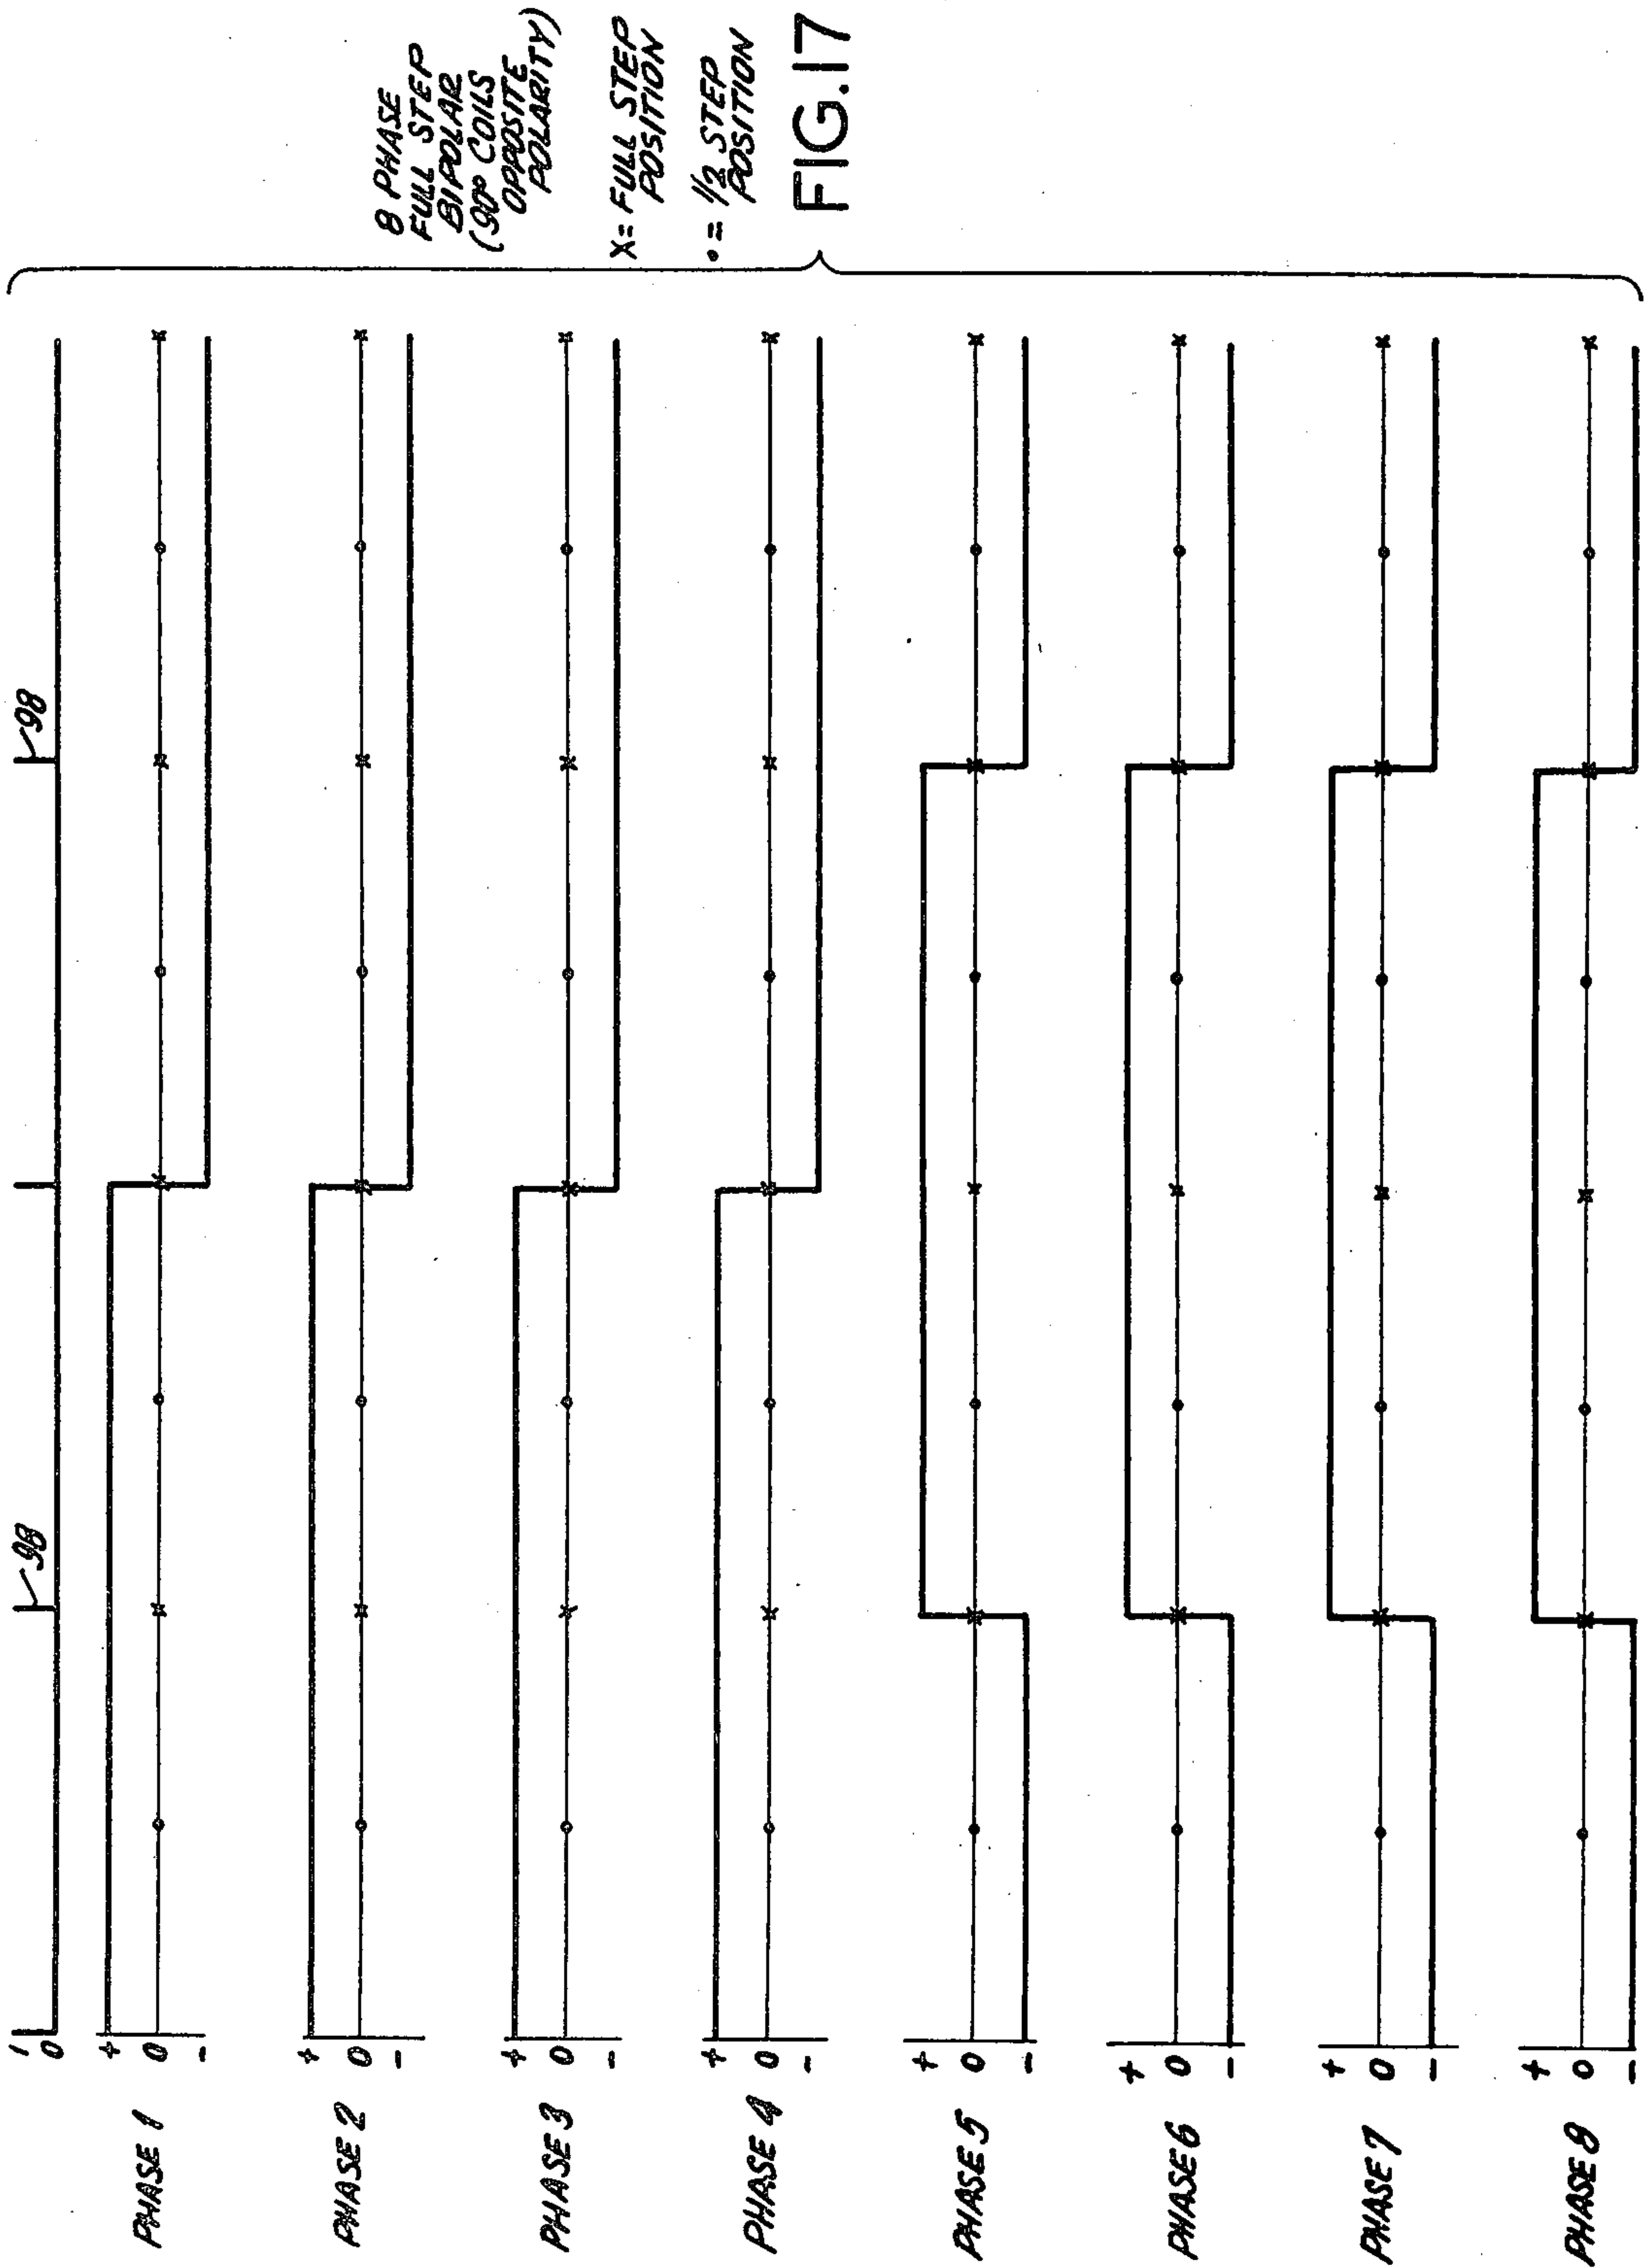 1
0
98
98
PHASE 1
+
0
-
PHASE 2
+
0
-
PHASE 3
+
0
-
PHASE 4
+
0
-
PHASE 5
+
0
-
PHASE 6
+
0
-
PHASE 7
+
0
-
PHASE 8
+
0
-
8 PHASE
FULL STEP
BIPOLAR
(90° COILS
OPPOSITE
POLARITY)
X = FULL STEP
POSITION
• = 1/2 STEP
POSITION
FIG.17